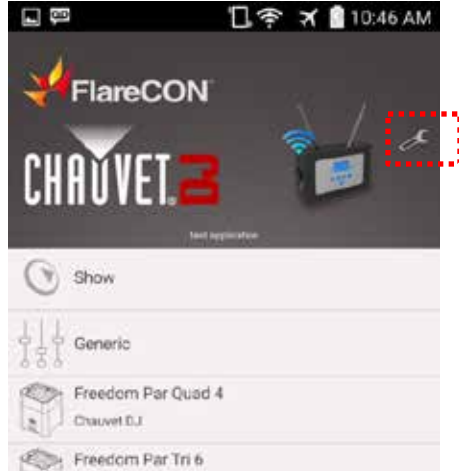 10:46 AM
FlareCON
CHAUVET
test application
Show
Generic
Freedom Par Quad 4
Chauvet DJ
Freedom Par Tri 6